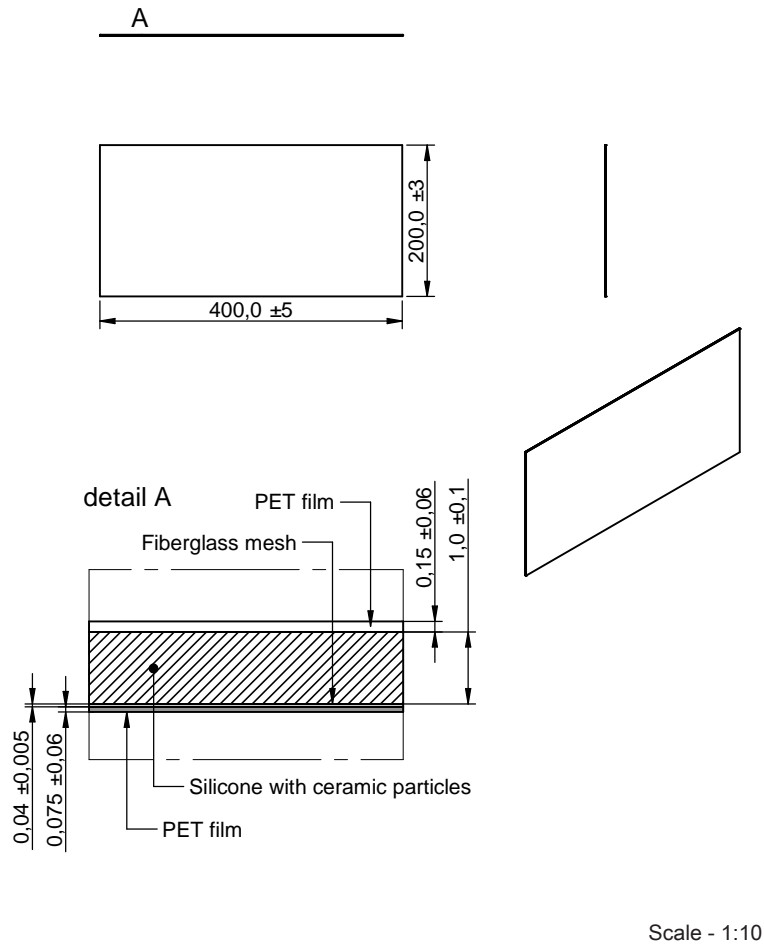 A
200,0 ±3
400,0 ±5
detail A
PET film
Fiberglass mesh
0,15 ±0,06
1,0 ±0,1
0,04 ±0,005
0,075 ±0,06
Silicone with ceramic particles
PET film
Scale - 1:10